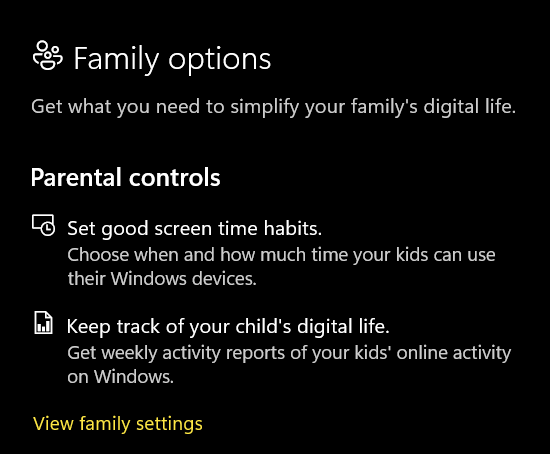 Family options
Get what you need to simplify your family's digital life.
Parental controls
Set good screen time habits.
Choose when and how much time your kids can use
their Windows devices.
Keep track of your child's digital life.
Get weekly activity reports of your kids' online activity
on Windows.
View family settings